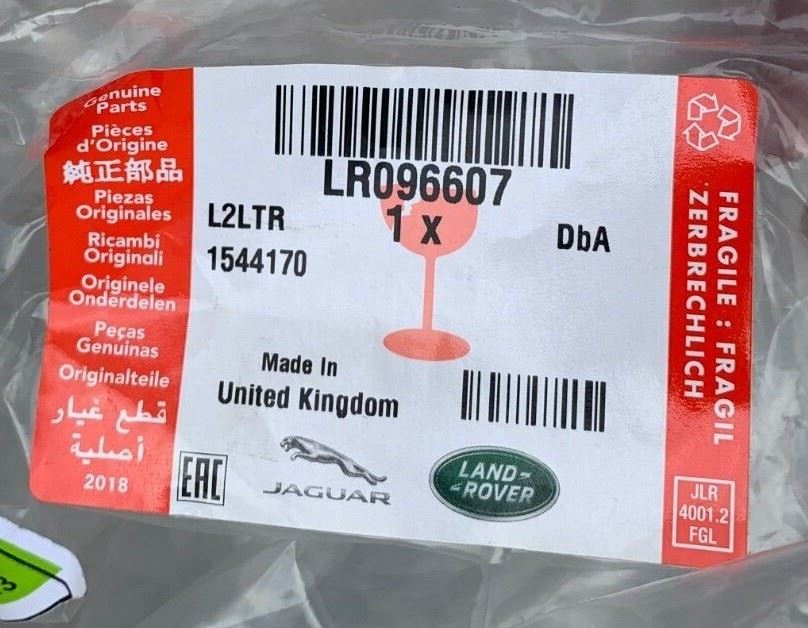 Genuine
Parts
Pièces
d'Origine
純正部品
Piezas
Originales
Ricambi
Originali
Originele
Onderdelen
Peças
Genuinas
Originalteile
قطع غيار
أصلية
2018
LR096607
L2LTR
1 x
DbA
1544170
Made In
United Kingdom
EAC
JAGUAR
LAND-
ROVER
FRAGILE : FRAGIL
ZERBRECHLICH
JLR
4001.2
FGL
3